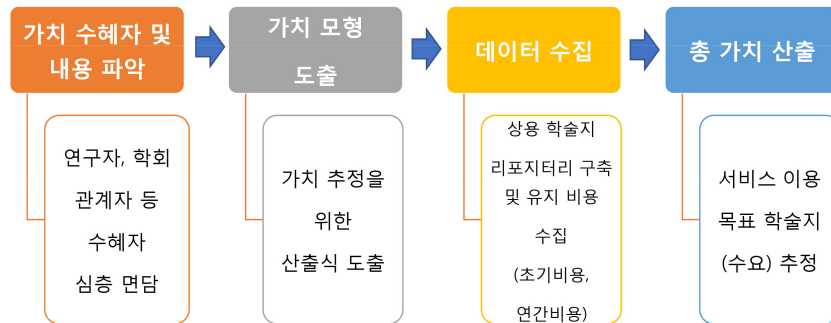 가치 수혜자 및
내용 파악
가치 모형
도출
데이터 수집
총 가치 산출
연구자, 학회
관계자 등
수혜자
심층 면담
가치 추정을
위한
산출식 도출
상용 학술지
리포지터리 구축
및 유지 비용
수집
(초기비용,
연간비용)
서비스 이용
목표 학술지
(수요) 추정